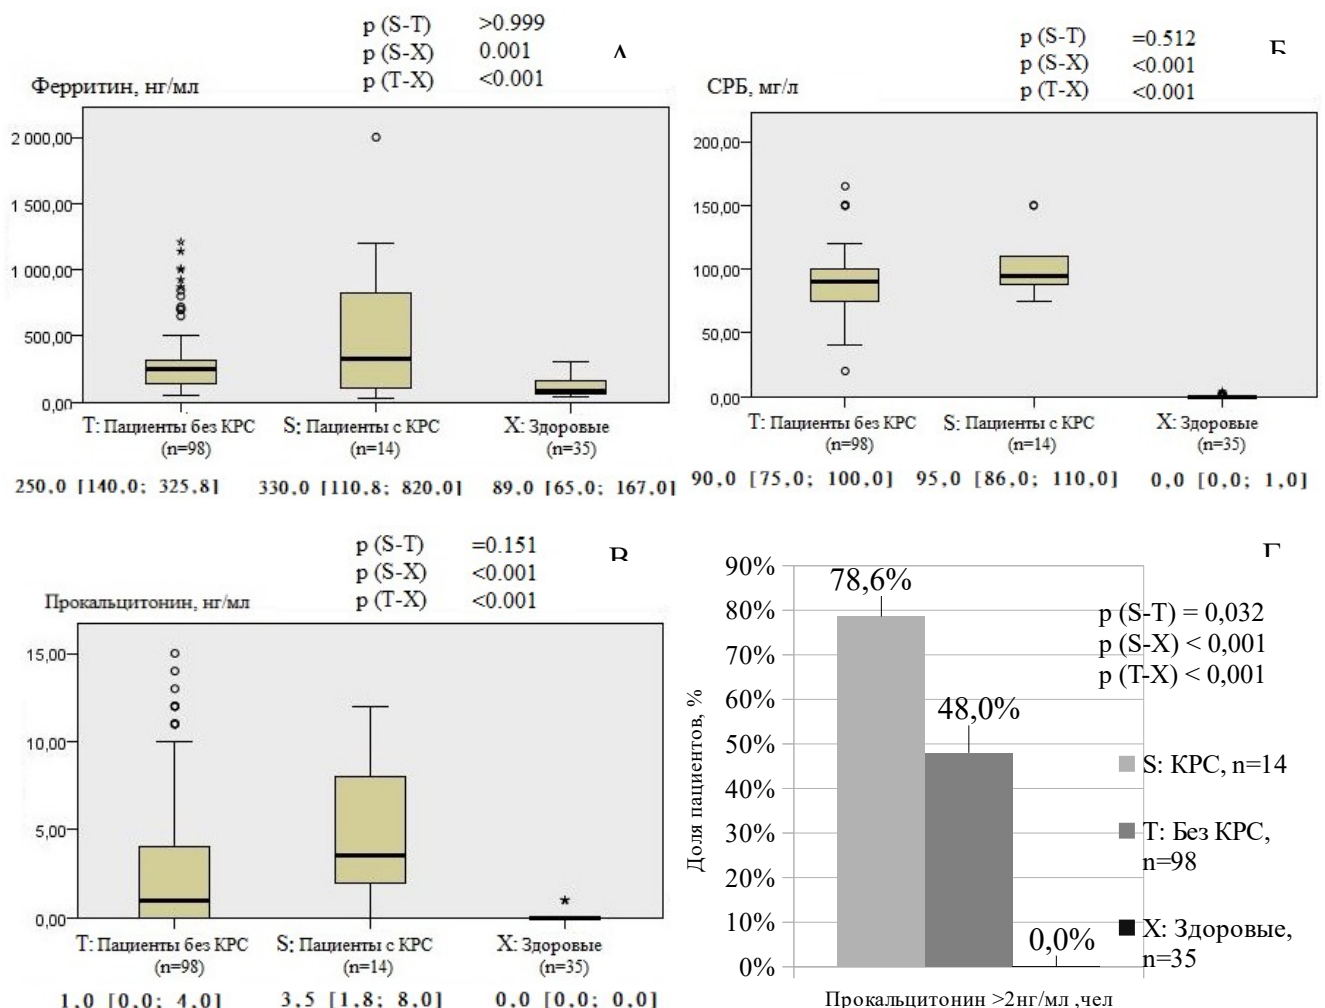 p (S-T) >0.999
p (S-X) 0.001
p (T-X) <0.001
Ферритин, нг/мл
2 000,00
1 500,00
1 000,00
500,00
0,00
T: Пациенты без КРС (n=98)
S: Пациенты с КРС (n=14)
X: Здоровые (n=35)
250,0 [140,0; 325,8] 330,0 [110,8; 820,0] 89,0 [65,0; 167,0]
p (S-T) =0.512
p (S-X) <0.001
p (T-X) <0.001
Б
СРБ, мг/л
200,00
150,00
100,00
50,00
0,00
T: Пациенты без КРС (n=98)
S: Пациенты с КРС (n=14)
X: Здоровые (n=35)
90,0 [75,0; 100,0] 95,0 [86,0; 110,0] 0,0 [0,0; 1,0]
p (S-T) =0.151
p (S-X) <0.001
p (T-X) <0.001
В
Прокальцитонин, нг/мл
15,00
10,00
5,00
0,00
T: Пациенты без КРС (n=98)
S: Пациенты с КРС (n=14)
X: Здоровые (n=35)
1,0 [0,0; 4,0] 3,5 [1,8; 8,0] 0,0 [0,0; 0,0]
Г
Доля пациентов, %
90%
80%
70%
60%
50%
40%
30%
20%
10%
0%
78,6%
48,0%
0,0%
p (S-T) = 0,032
p (S-X) < 0,001
p (T-X) < 0,001
S: КРС, n=14
T: Без КРС,
n=98
X: Здоровые,
n=35
Прокальцитонин >2нг/мл ,чел